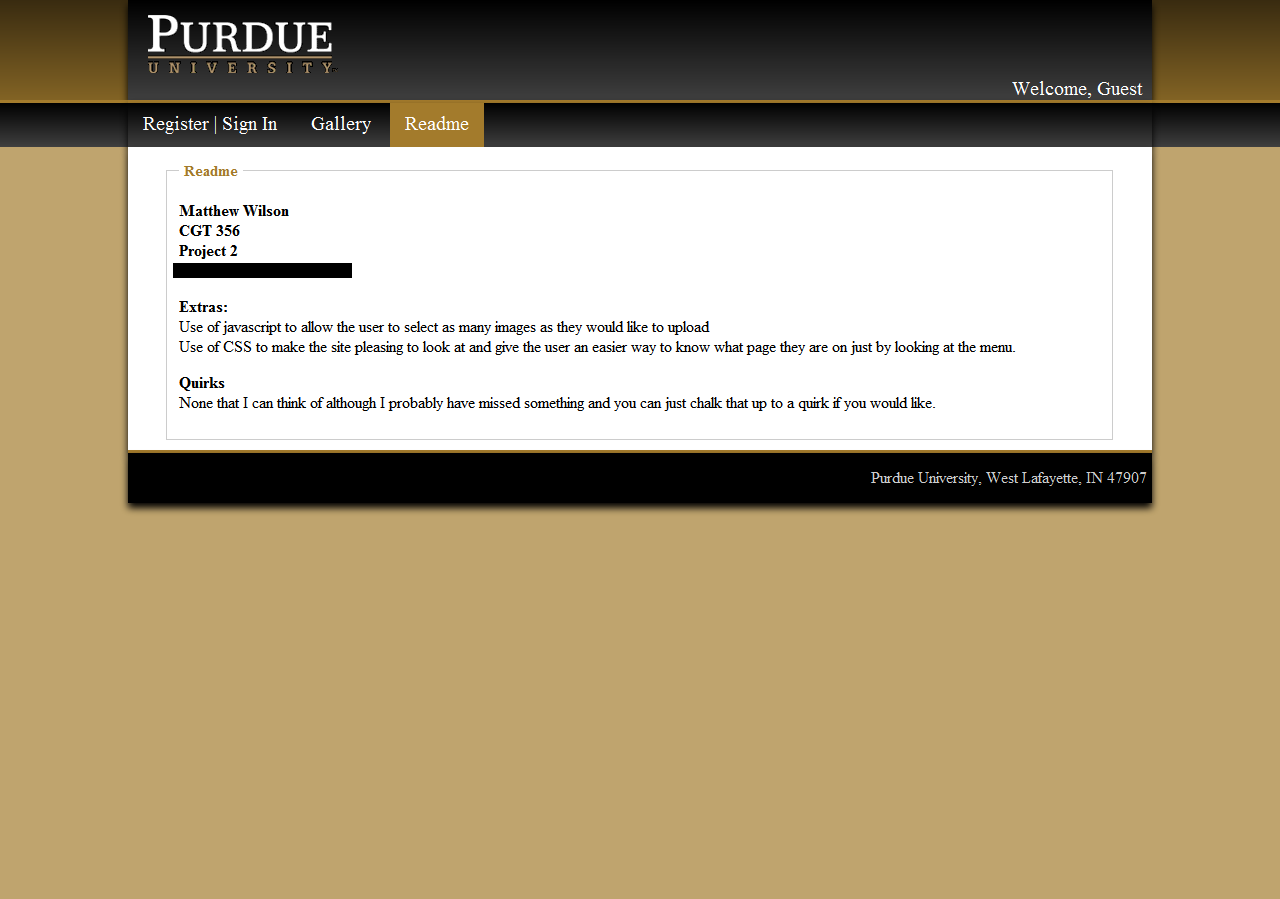 PURDUE
UNIVERSITY
Welcome, Guest
Register | Sign In Gallery Readme
Readme
Matthew Wilson
CGT 356
Project 2
Extras:
Use of javascript to allow the user to select as many images as they would like to upload
Use of CSS to make the site pleasing to look at and give the user an easier way to know what page they are on just by looking at the menu.
Quirks
None that I can think of although I probably have missed something and you can just chalk that up to a quirk if you would like.
Purdue University, West Lafayette, IN 47907